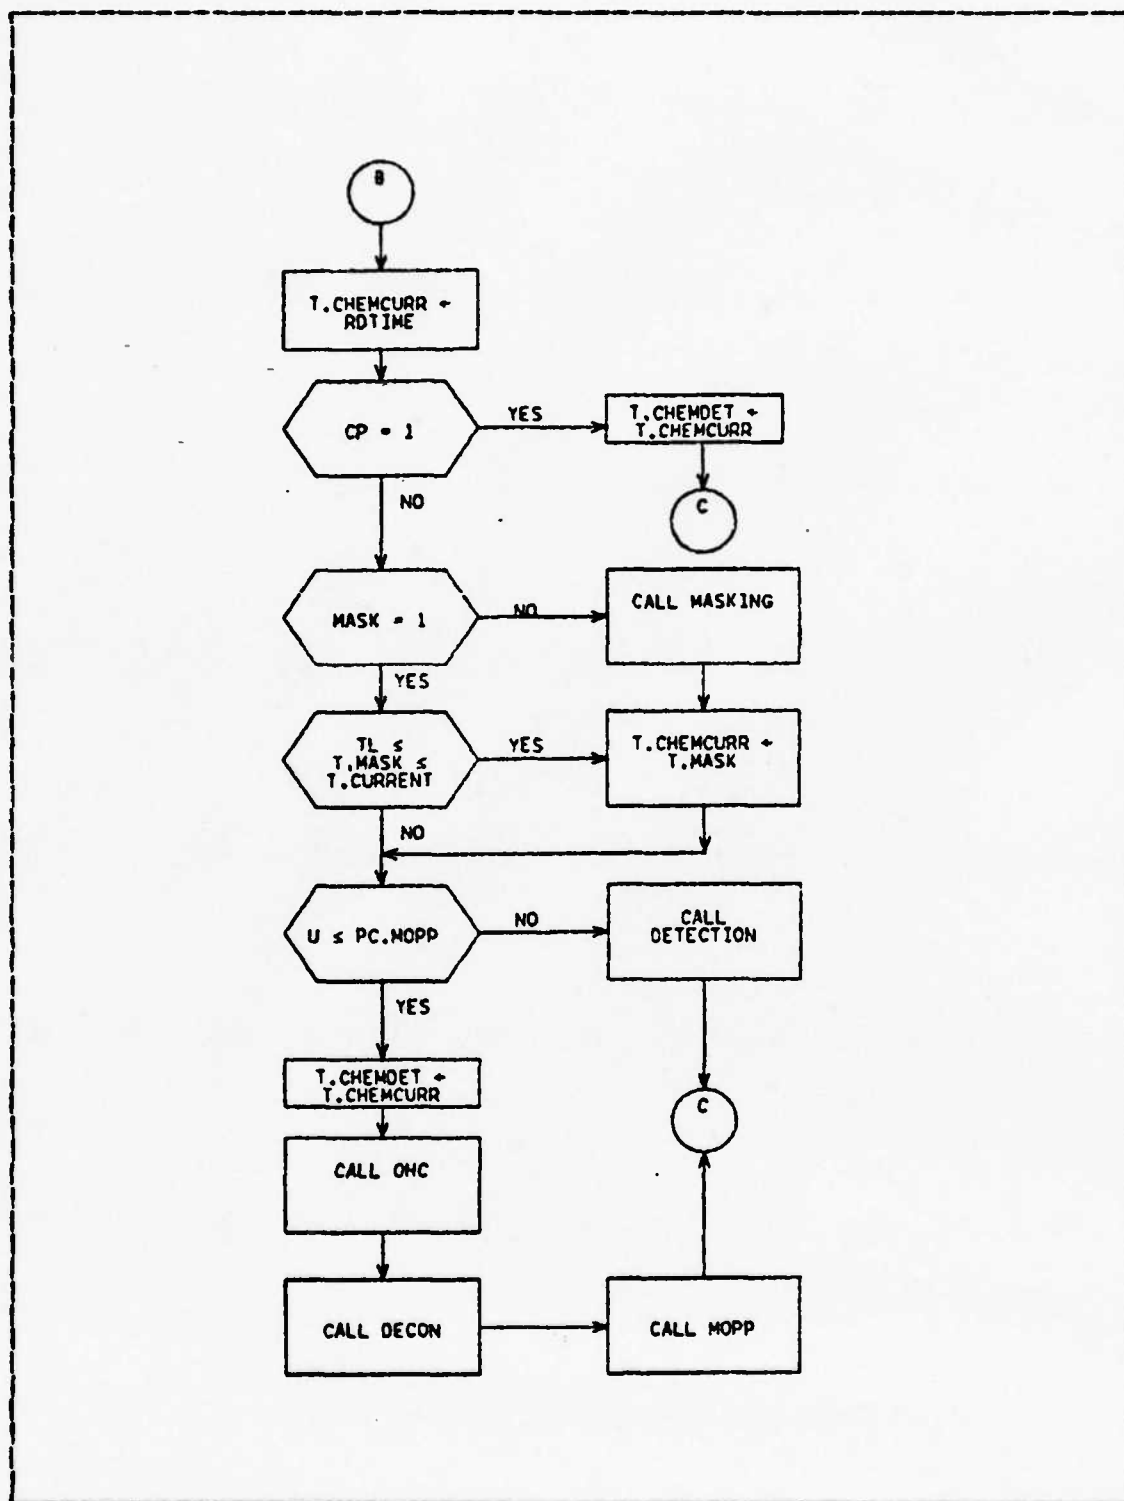 B
T.CHEMCURR ←
RDTIME
CP = 1
YES
T.CHEMDET ←
T.CHEMCURR
NO
C
MASK = 1
NO
CALL MASKING
YES
TL ≤
T.MASK ≤
T.CURRENT
YES
T.CHEMCURR ←
T.MASK
NO
U ≤ PC.MOPP
NO
CALL
DETECTION
YES
T.CHEMDET ←
T.CHEMCURR
C
CALL OHC
CALL DECON
CALL MOPP